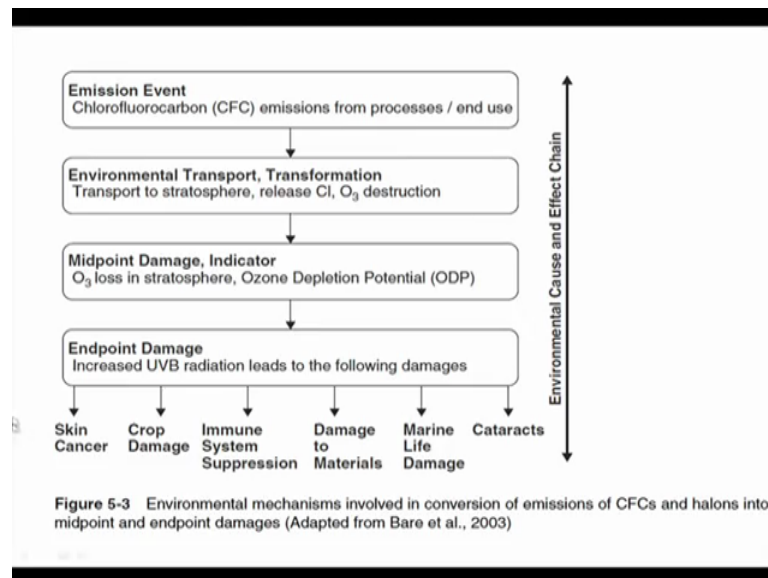 Emission Event
Chlorofluorocarbon (CFC) emissions from processes / end use
Environmental Transport, Transformation
Transport to stratosphere, release Cl, O₃ destruction
Midpoint Damage, Indicator
O₃ loss in stratosphere, Ozone Depletion Potential (ODP)
Endpoint Damage
Increased UVB radiation leads to the following damages
Skin
Cancer
Crop
Damage
Immune
System
Suppression
Damage
to
Materials
Marine
Life
Damage
Cataracts
Environmental Cause and Effect Chain
Figure 5-3 Environmental mechanisms involved in conversion of emissions of CFCs and halons into
midpoint and endpoint damages (Adapted from Bare et al., 2003)